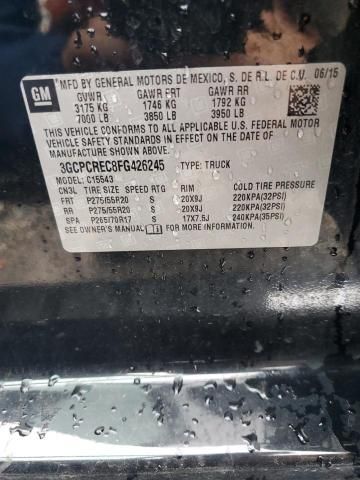 GM
MFD BY GENERAL MOTORS DE MEXICO, S. DE R.L. DE C.V. 06/15
GVWR GAWR FRT GAWR RR
3175 KG 1746 KG 1792 KG
7000 LB 3850 LB 3950 LB
THIS VEHICLE CONFORMS TO ALL APPLICABLE U.S. FEDERAL MOTOR
VEHICLE SAFETY STANDARDS IN EFFECT ON THE DATE OF
MANUFACTURE SHOWN ABOVE.
3GCPCREC8FG426245 TYPE: TRUCK
MODEL: C15543
CN3L TIRE SIZE SPEED RTG RIM COLD TIRE PRESSURE
FRT P275/55R20 S 20X9J 220KPA(32PSI)
RR P275/55R20 S 20X9J 220KPA(32PSI)
SPA P265/70R17 S 17X7.5J 240KPA(35PSI)
SEE OWNER'S MANUAL FOR ADDITIONAL INFORMATION.